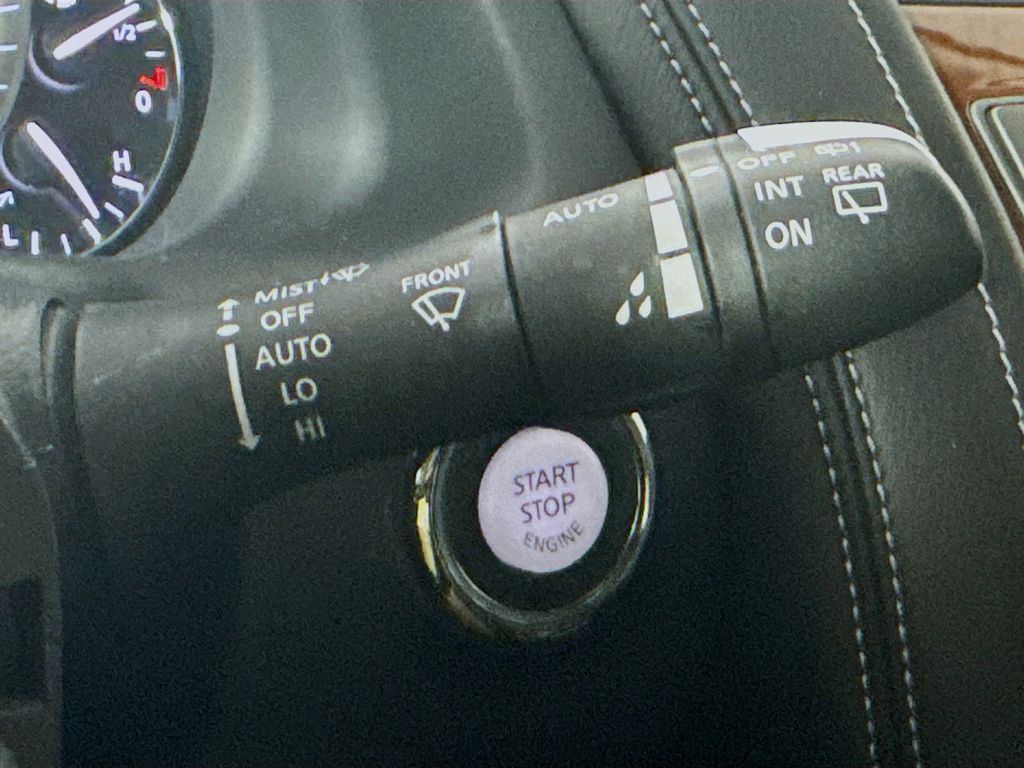 1/2
0
H
L
MIST
OFF
AUTO
LO
HI
FRONT
AUTO
OFF
INT
ON
REAR
START
STOP
ENGINE